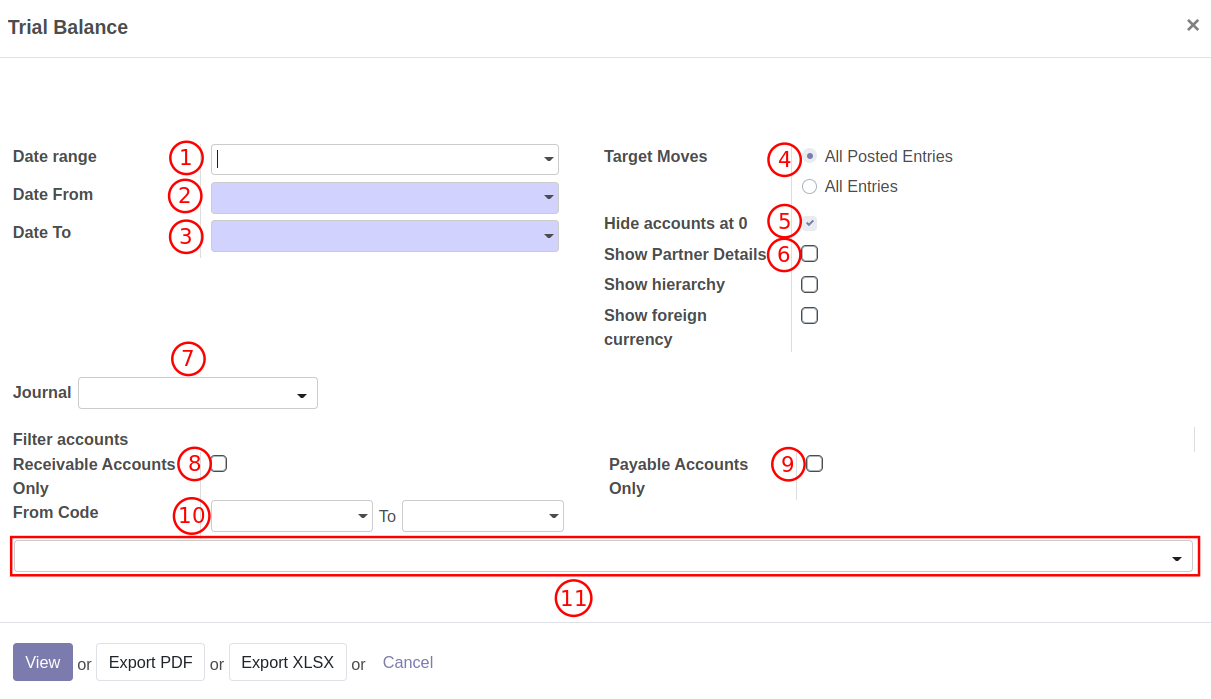 Trial Balance ×
Date range 1 Target Moves 4 All Posted Entries
Date From 2 All Entries
Date To 3 Hide accounts at 0 5
Show Partner Details 6
Show hierarchy
Show foreign
currency
7
Journal
Filter accounts
Receivable Accounts 8 Payable Accounts 9
Only Only
From Code 10 To
11
View or Export PDF or Export XLSX or Cancel